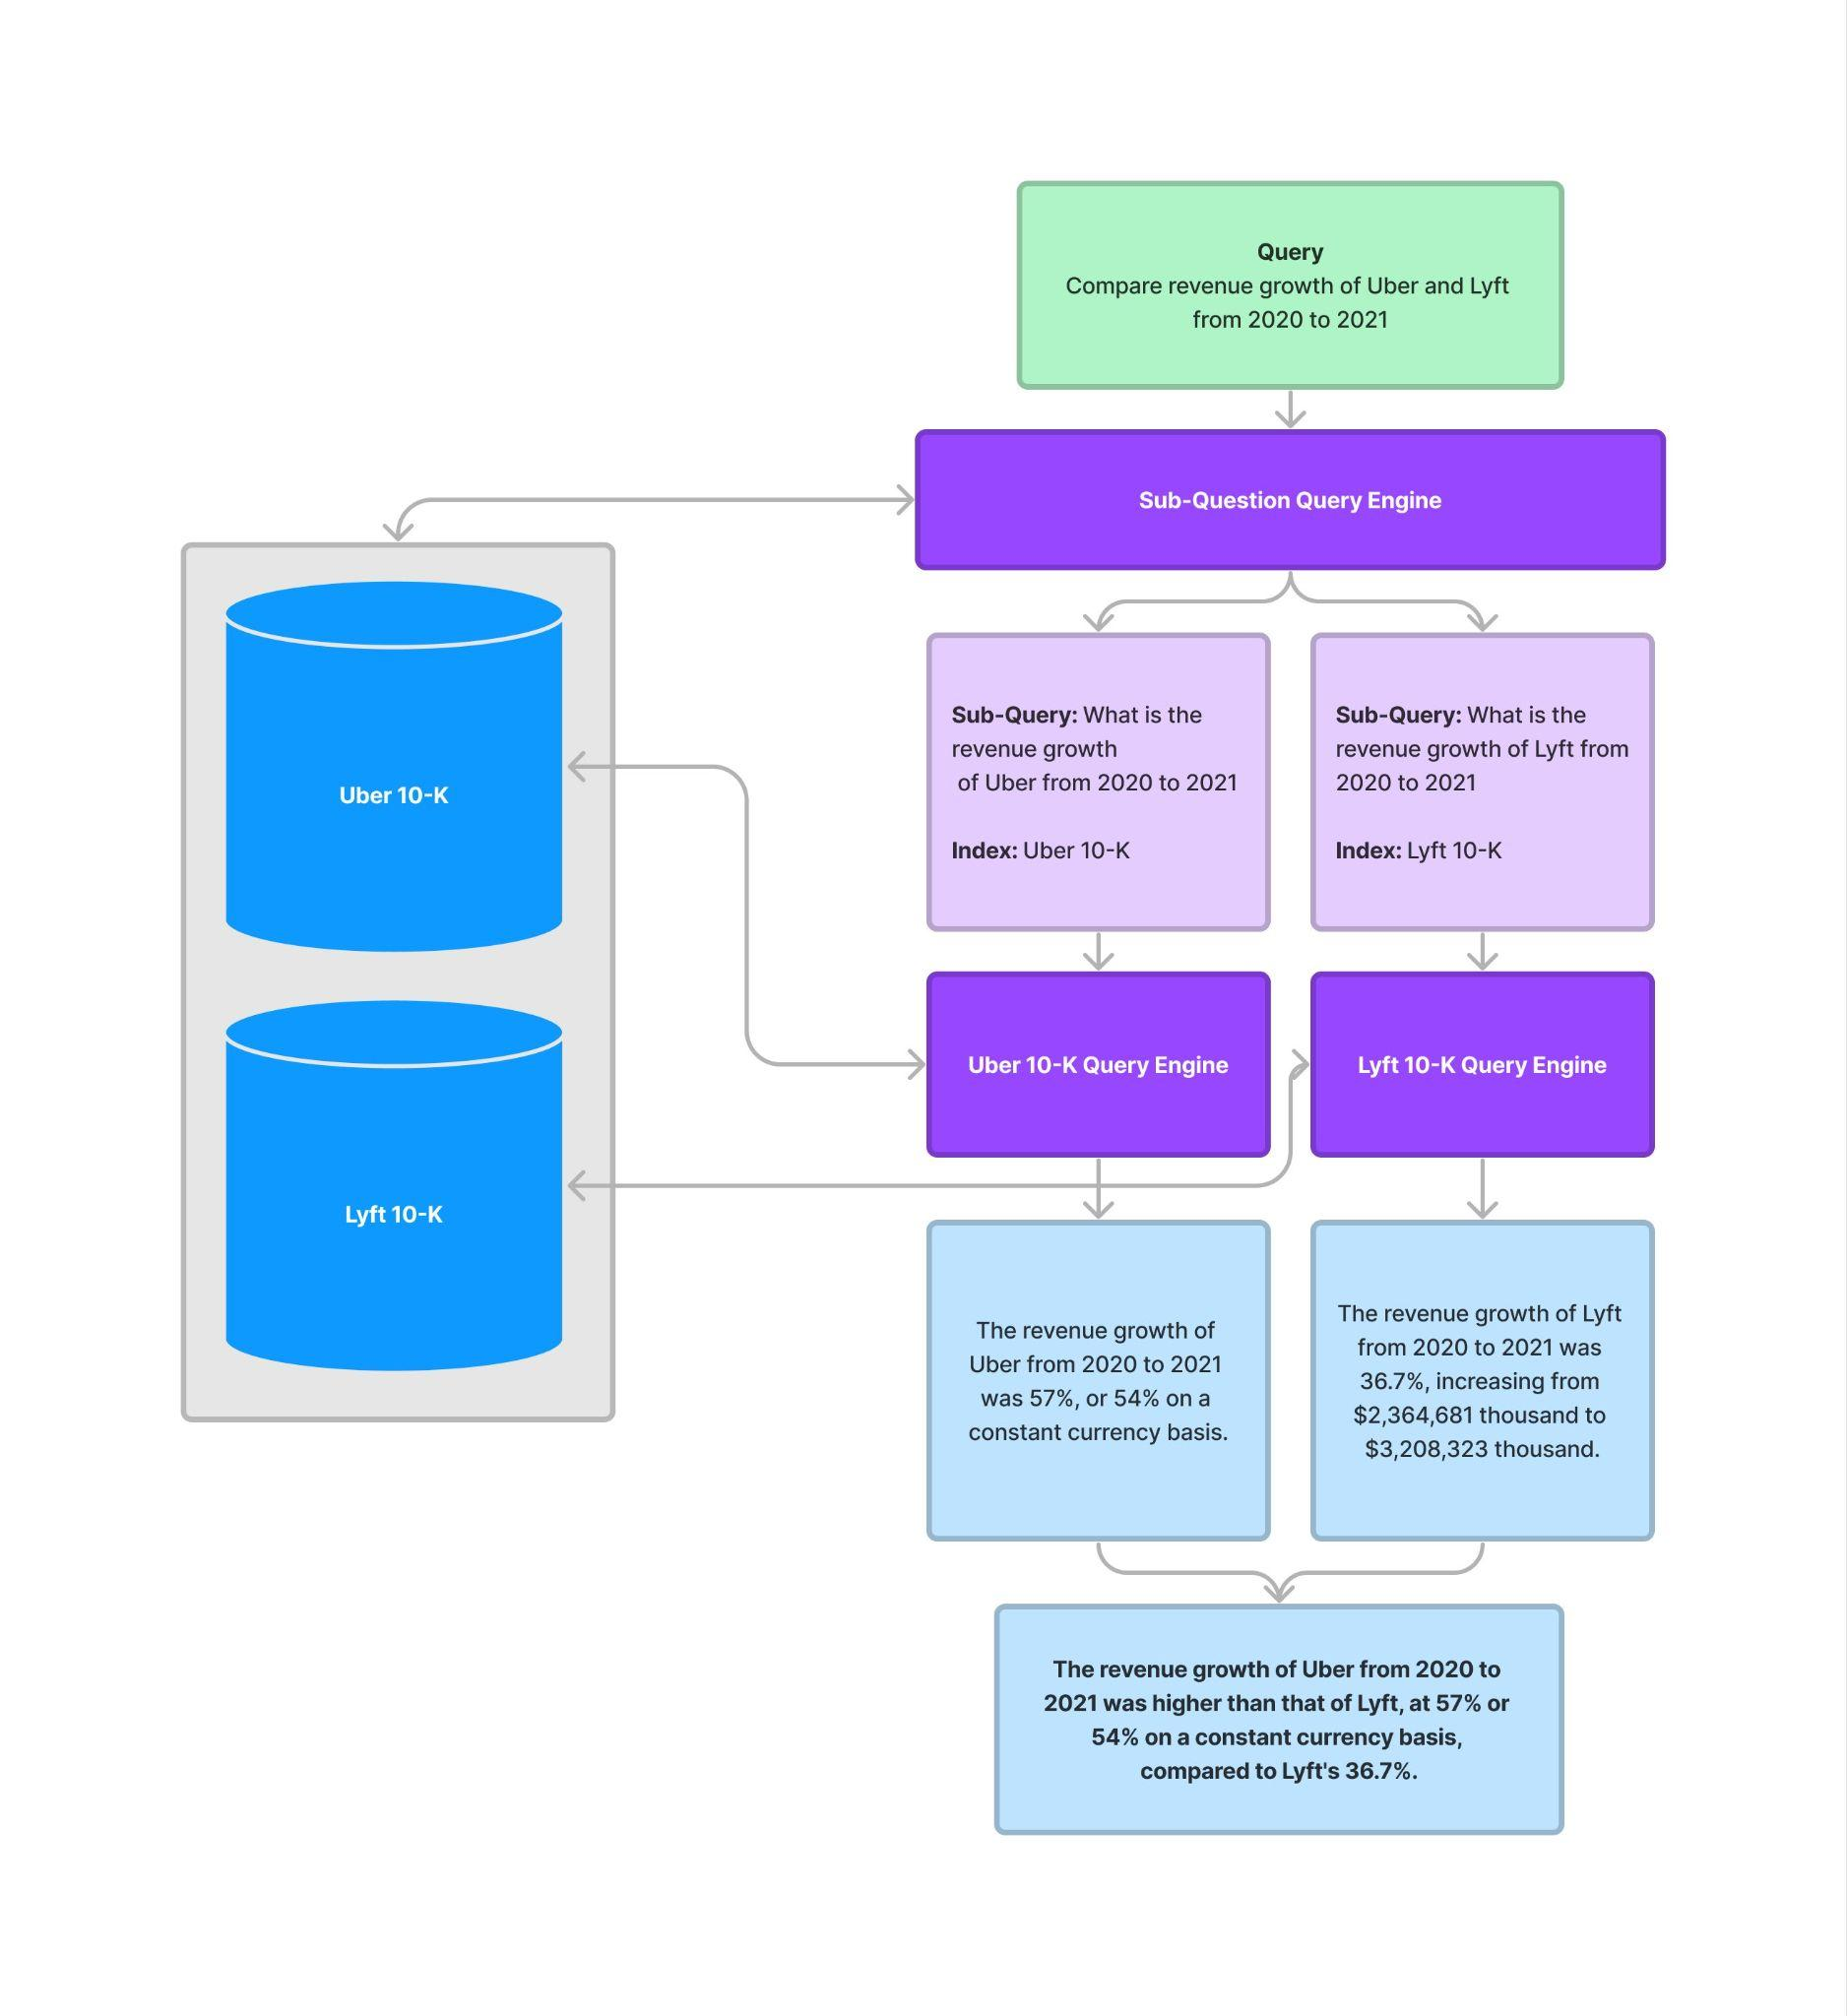 Query
Compare revenue growth of Uber and Lyft
from 2020 to 2021
Sub-Question Query Engine
Uber 10-K
Lyft 10-K
Sub-Query: What is the
revenue growth
of Uber from 2020 to 2021
Index: Uber 10-K
Sub-Query: What is the
revenue growth of Lyft from
2020 to 2021
Index: Lyft 10-K
Uber 10-K Query Engine
Lyft 10-K Query Engine
The revenue growth of
Uber from 2020 to 2021
was 57%, or 54% on a
constant currency basis.
The revenue growth of Lyft
from 2020 to 2021 was
36.7%, increasing from
$2,364,681 thousand to
$3,208,323 thousand.
The revenue growth of Uber from 2020 to
2021 was higher than that of Lyft, at 57% or
54% on a constant currency basis,
compared to Lyft's 36.7%.